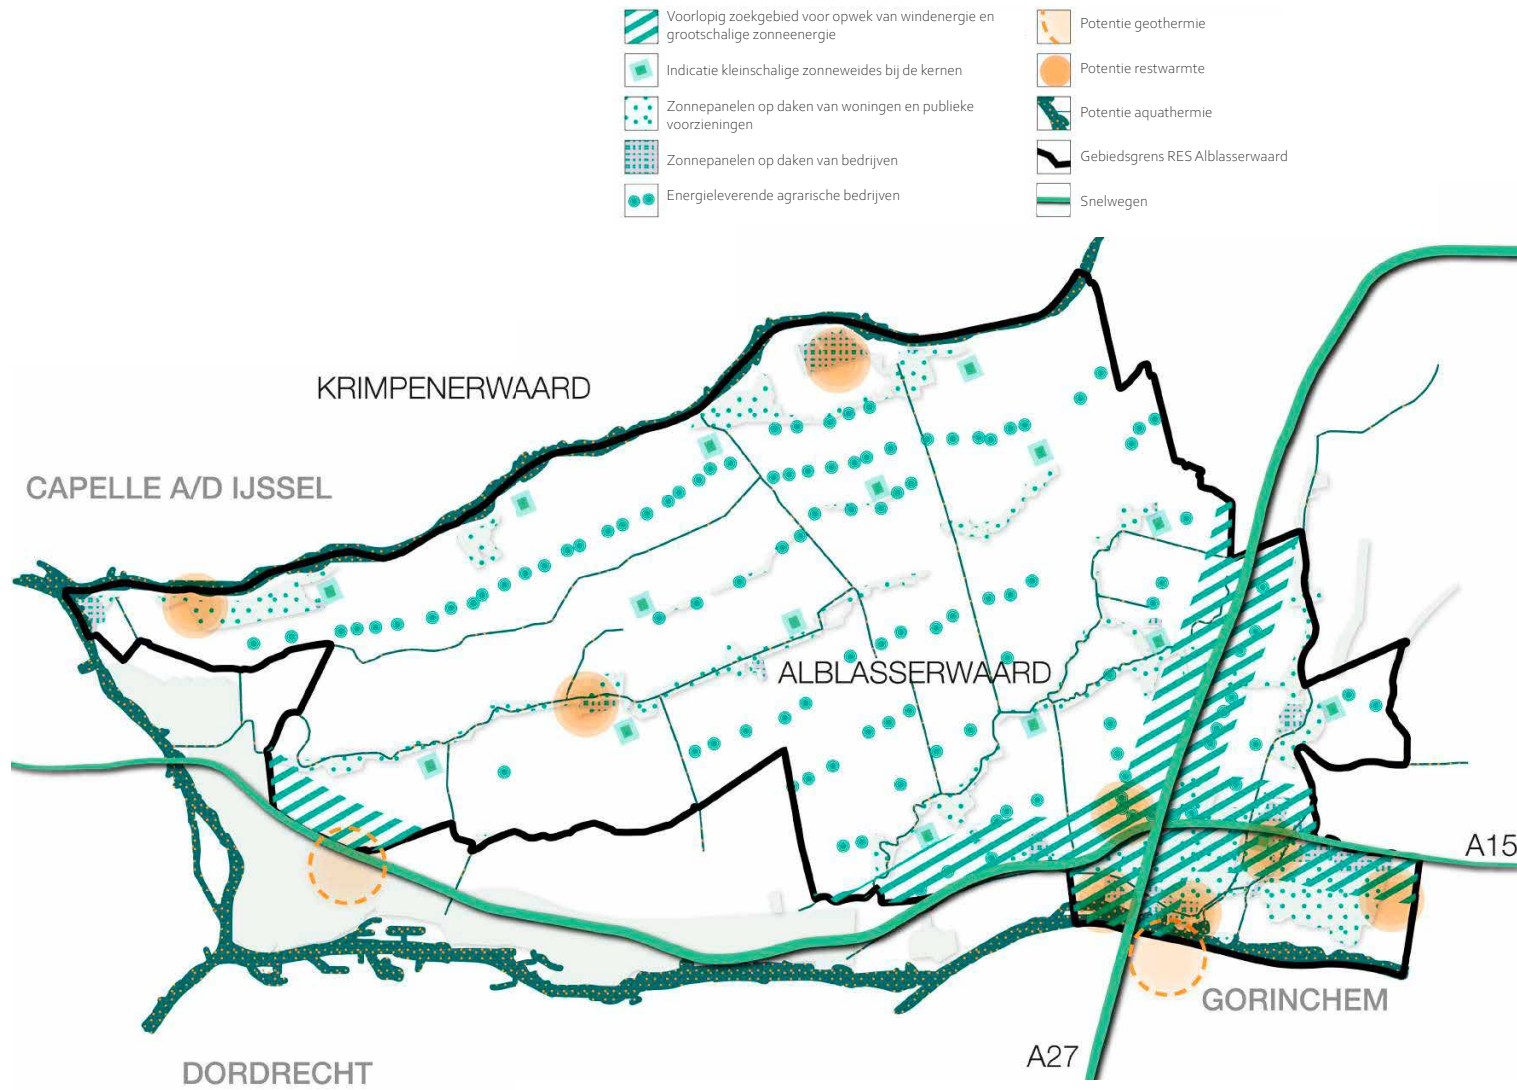 Voorlopig zoekgebied voor opwek van windenergie en
grootschalige zonneenergie
Indicatie kleinschalige zonneweides bij de kernen
Zonnepanelen op daken van woningen en publieke
voorzieningen
Zonnepanelen op daken van bedrijven
Energieleverende agrarische bedrijven
Potentie geothermie
Potentie restwarmte
Potentie aquathermie
Gebiedsgrens RES Alblasserwaard
Snelwegen
KRIMPENERWAARD
CAPELLE A/D IJSSEL
ALBLASSERWAARD
A15
GORINCHEM
A27
DORDRECHT